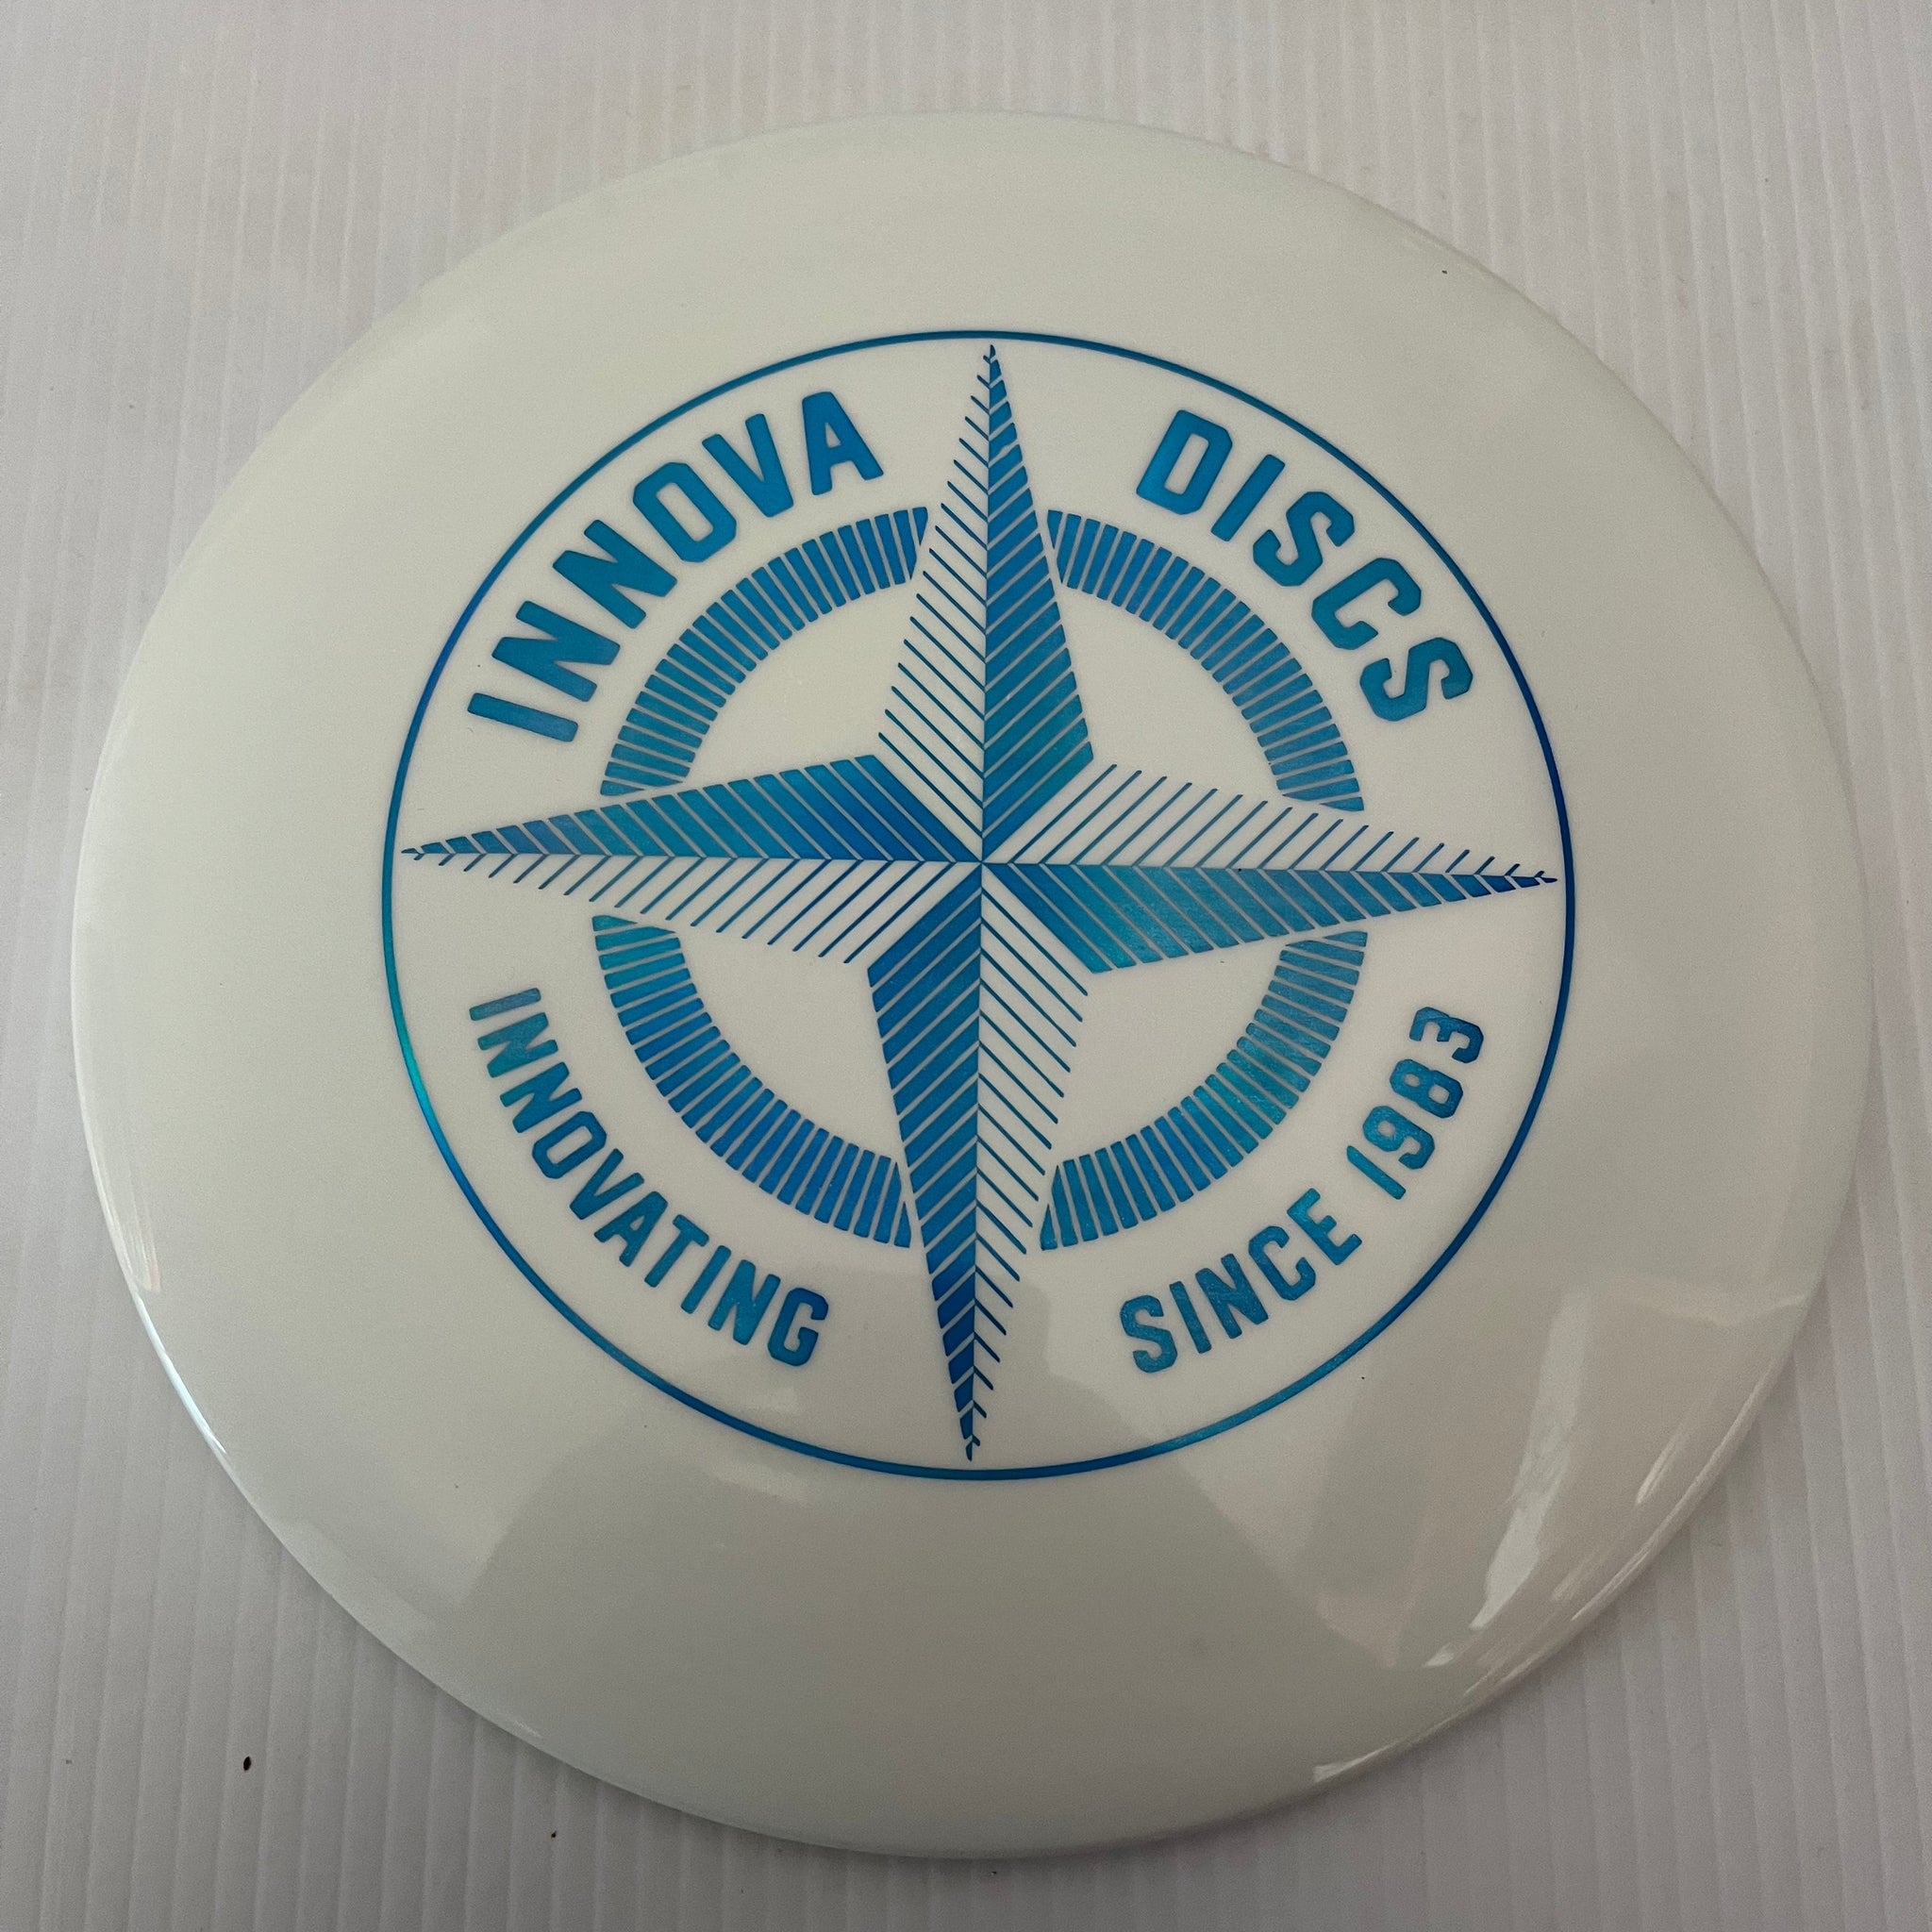 INNOVA DISCS
INNOVATING SINCE 1983